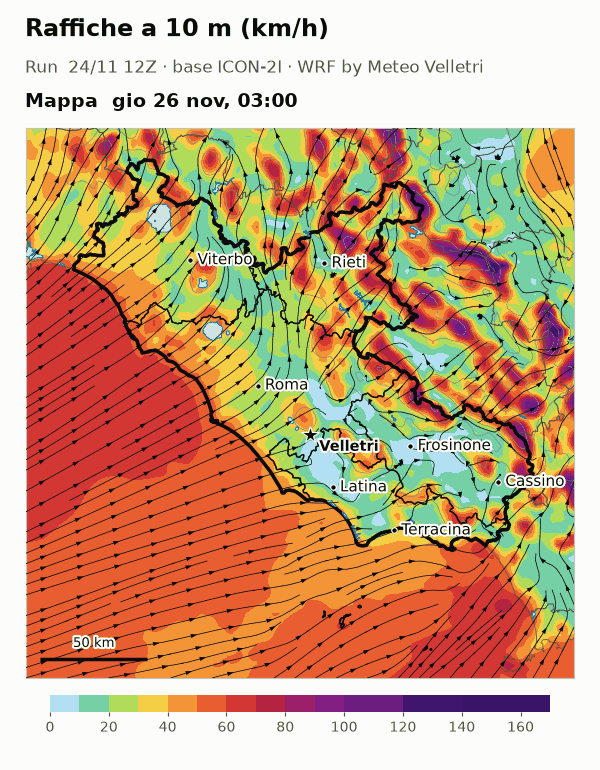 Raffiche a 10 m (km/h)
Run  24/11 12Z · base ICON-2I · WRF by Meteo Velletri
Mappa  gio 26 nov, 03:00
Viterbo
Rieti
Roma
Velletri
Frosinone
Latina
Cassino
Terracina
50 km
0 20 40 60 80 100 120 140 160